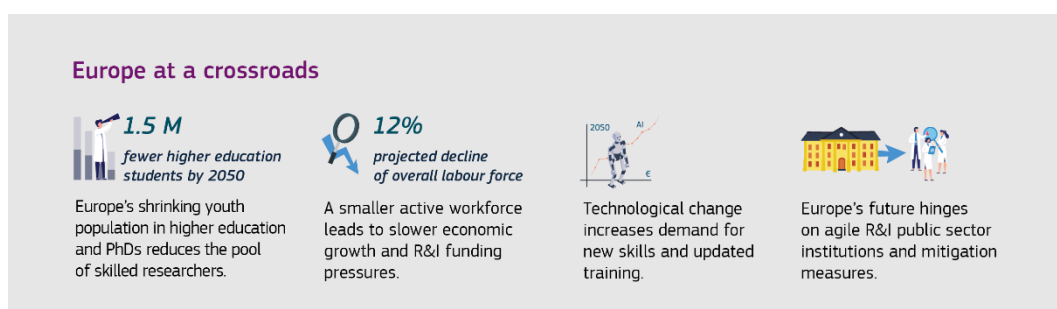 Europe at a crossroads
1.5 M
fewer higher education
students by 2050
Europe's shrinking youth
population in higher education
and PhDs reduces the pool
of skilled researchers.
12%
projected decline
of overall labour force
A smaller active workforce
leads to slower economic
growth and R&I funding
pressures.
2050
AI
€
Technological change
increases demand for
new skills and updated
training.
Europe's future hinges
on agile R&I public sector
institutions and mitigation
measures.